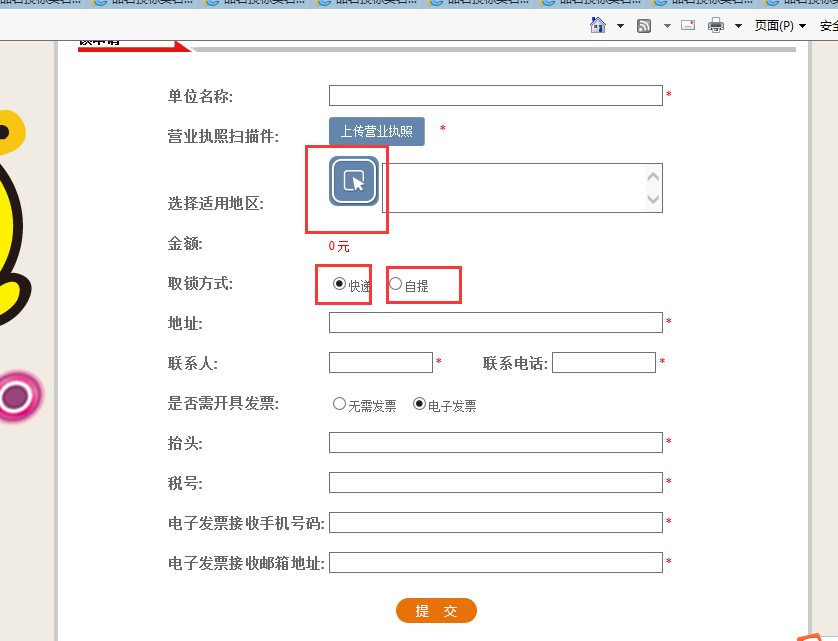 页面(P)
安全
锁申请
单位名称: *
营业执照扫描件: 上传营业执照 *
选择适用地区:
金额: 0 元
取锁方式: 快递 自提
地址: *
联系人: * 联系电话: *
是否需开具发票: 无需发票 电子发票
抬头: *
税号: *
电子发票接收手机号码: *
电子发票接收邮箱地址: *
提 交